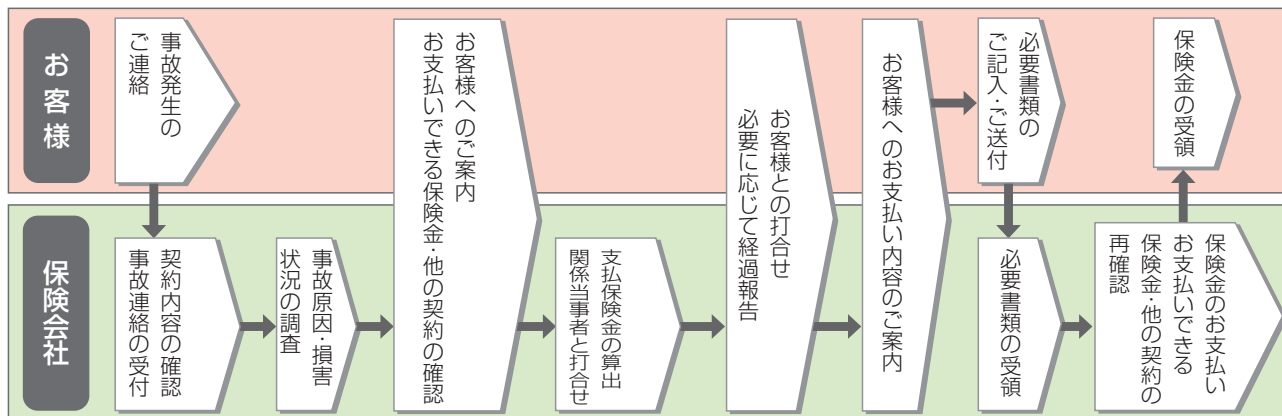 お客様
事故発生の
ご連絡
保険会社
事故連絡の受付
契約内容の確認
事故原因・損害
状況の調査
お客様へのご案内
お支払いできる保険金・他の契約の確認
支払保険金の算出
関係当事者と打合せ
お客様との打合せ
必要に応じて経過報告
お客様へのお支払い内容のご案内
必要書類の
ご記入・ご送付
必要書類の受領
保険金のお支払い
お支払いできる
保険金・他の契約の
再確認
保険金の受領